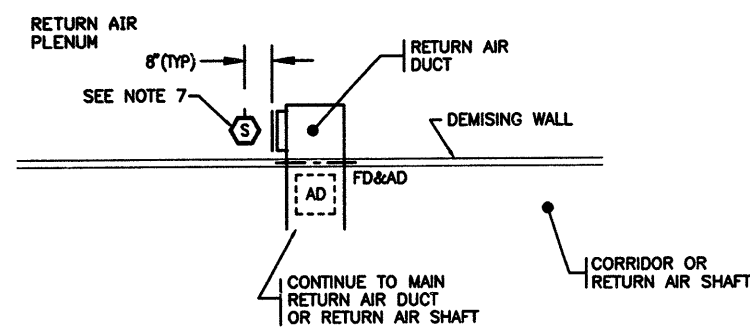 RETURN AIR
PLENUM
8"(TYP)
RETURN AIR
DUCT
SEE NOTE 7
S
DEMISING WALL
FD&AD
AD
CORRIDOR OR
RETURN AIR SHAFT
CONTINUE TO MAIN
RETURN AIR DUCT
OR RETURN AIR SHAFT